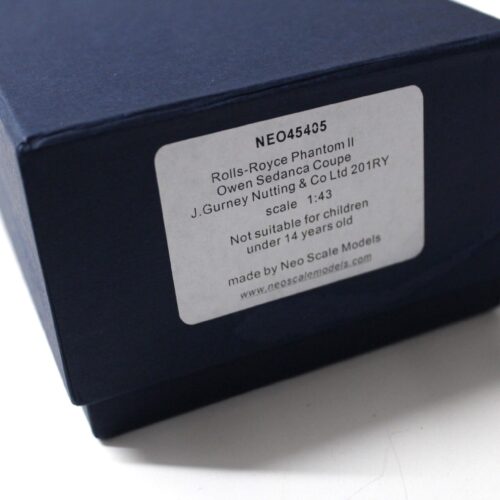 NEO45405
Rolls-Royce Phantom II
Owen Sedanca Coupe
J.Gurney Nutting & Co Ltd 201RY
scale 1:43
Not suitable for children
under 14 years old
made by Neo Scale Models
www.neoscalemodels.com